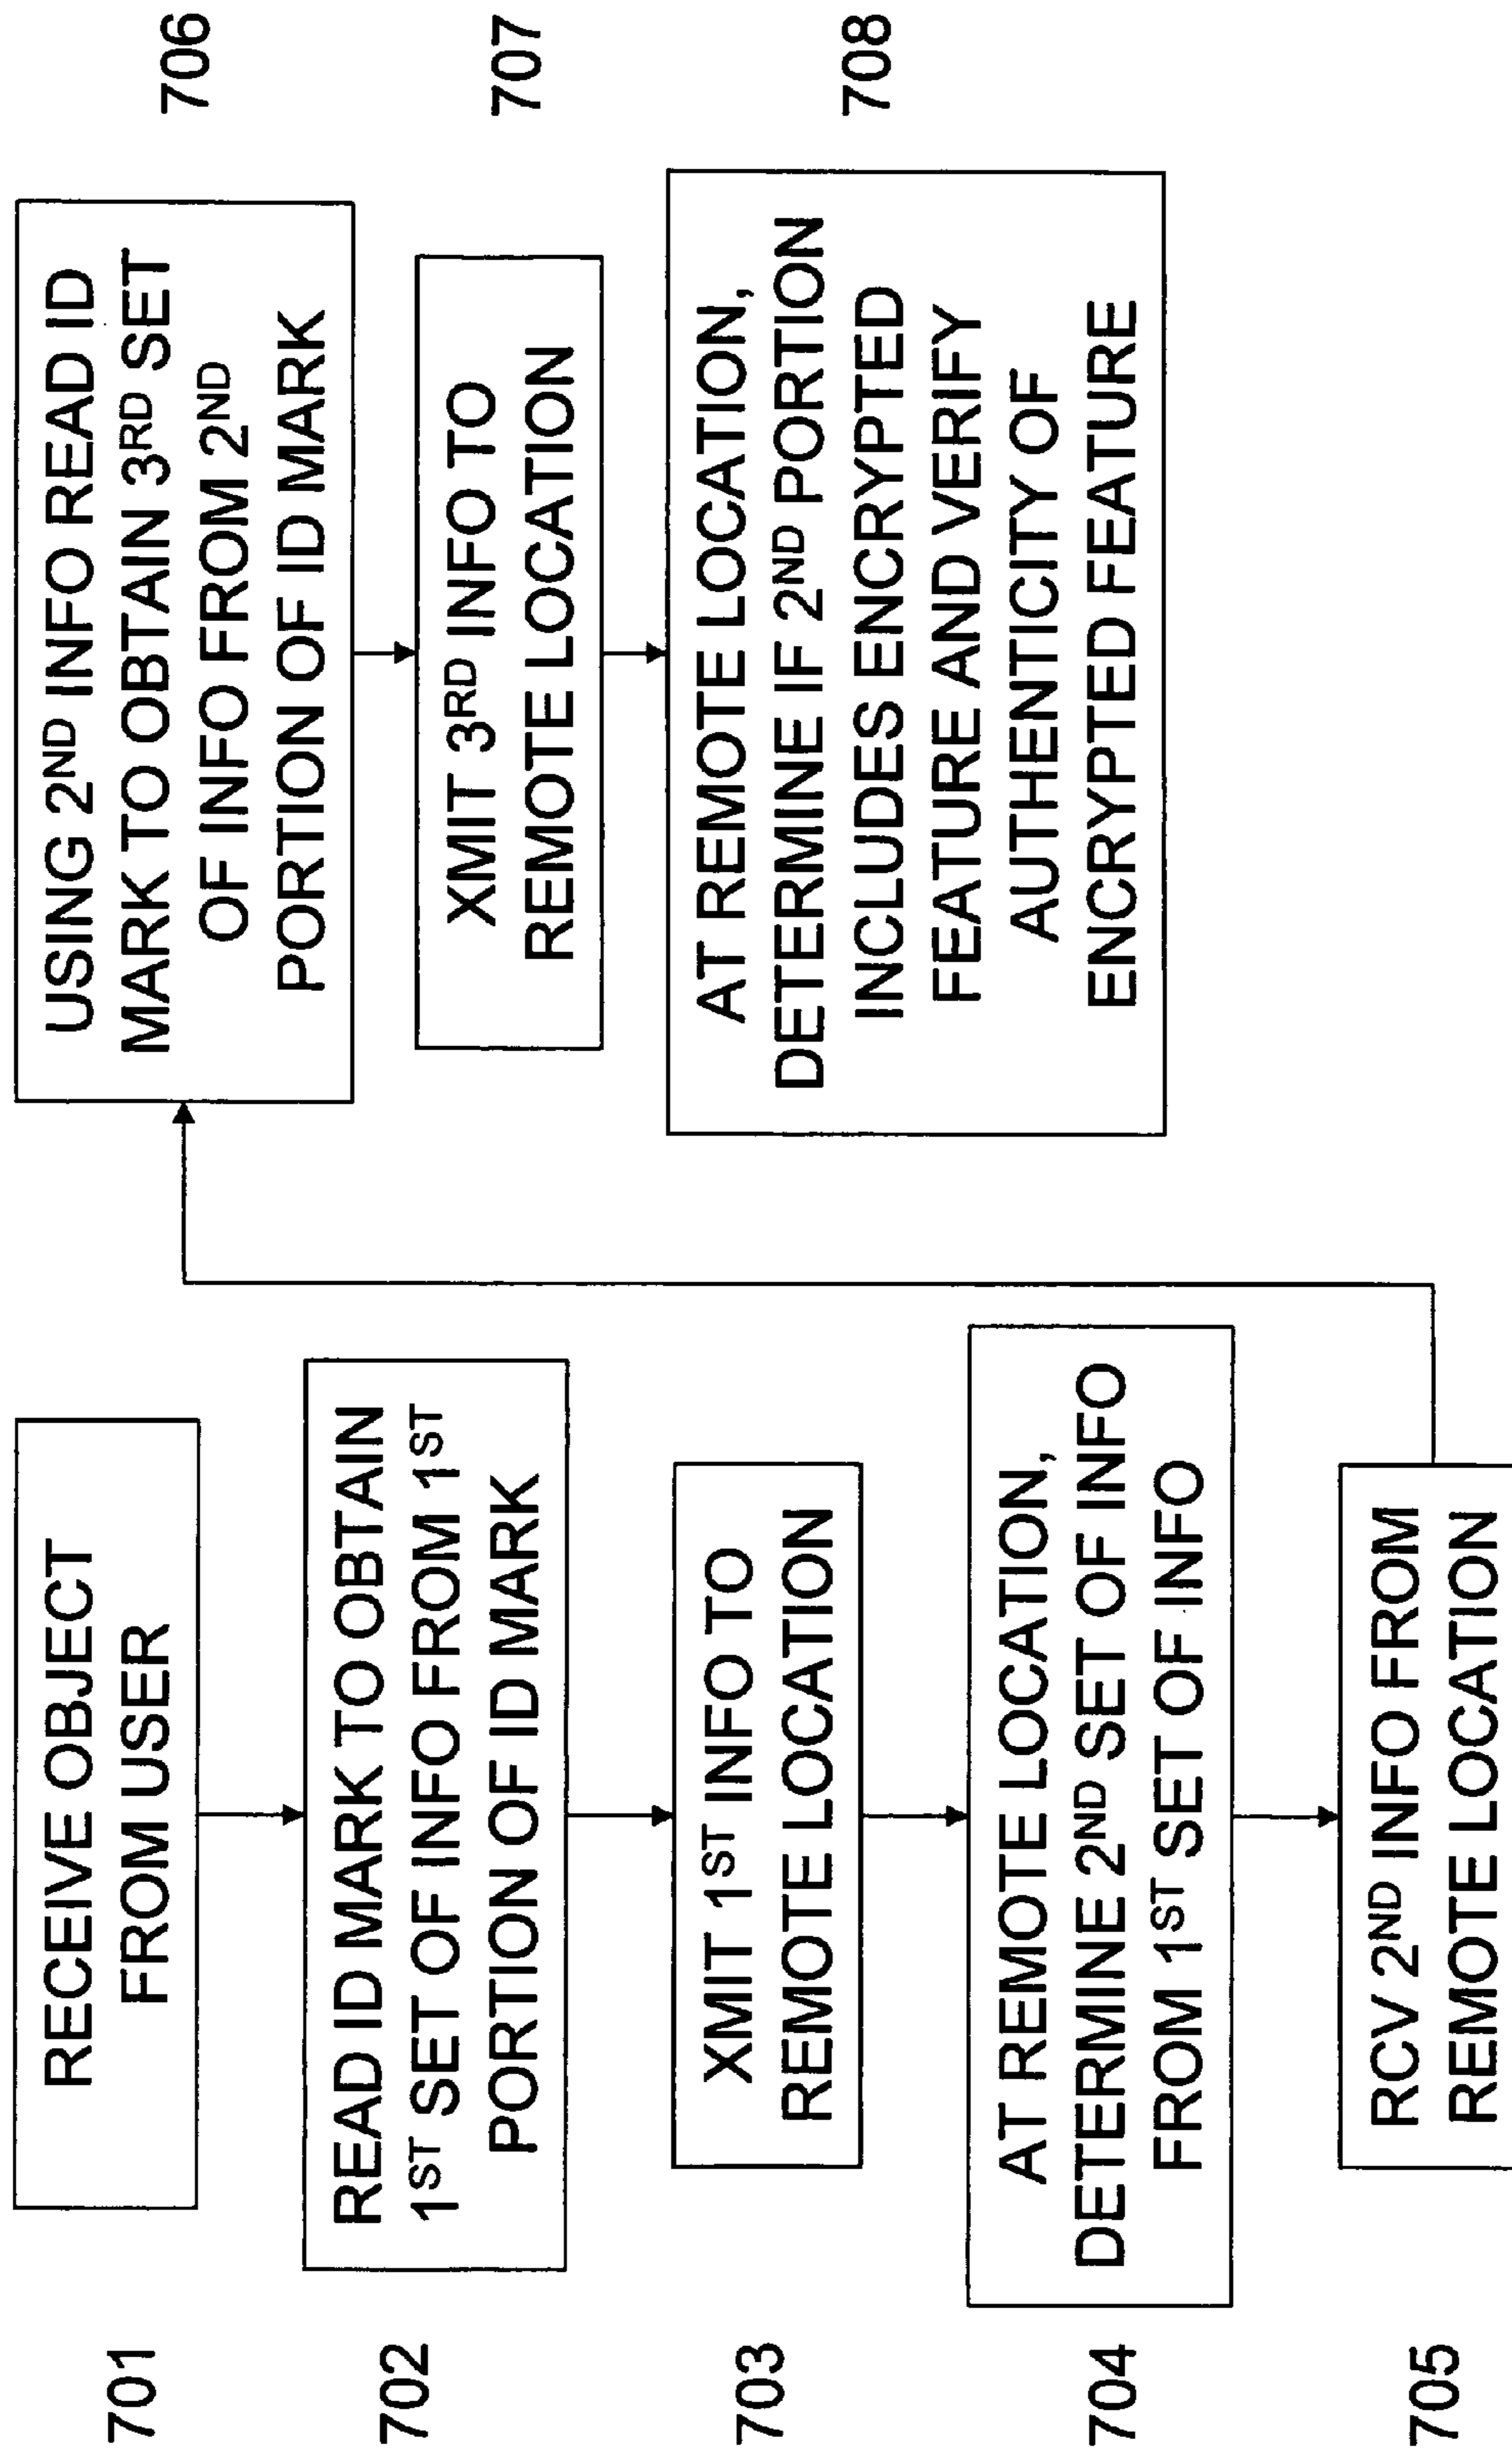 701
RECEIVE OBJECT
FROM USER
702
READ ID MARK TO OBTAIN
1ST SET OF INFO FROM 1ST
PORTION OF ID MARK
703
XMIT 1ST INFO TO
REMOTE LOCATION
704
AT REMOTE LOCATION,
DETERMINE 2ND SET OF INFO
FROM 1ST SET OF INFO
705
RCV 2ND INFO FROM
REMOTE LOCATION
USING 2ND INFO READ ID
MARK TO OBTAIN 3RD SET
OF INFO FROM 2ND
PORTION OF ID MARK
706
XMIT 3RD INFO TO
REMOTE LOCATION
707
AT REMOTE LOCATION,
DETERMINE IF 2ND PORTION
INCLUDES ENCRYPTED
FEATURE AND VERIFY
AUTHENTICITY OF
ENCRYPTED FEATURE
708